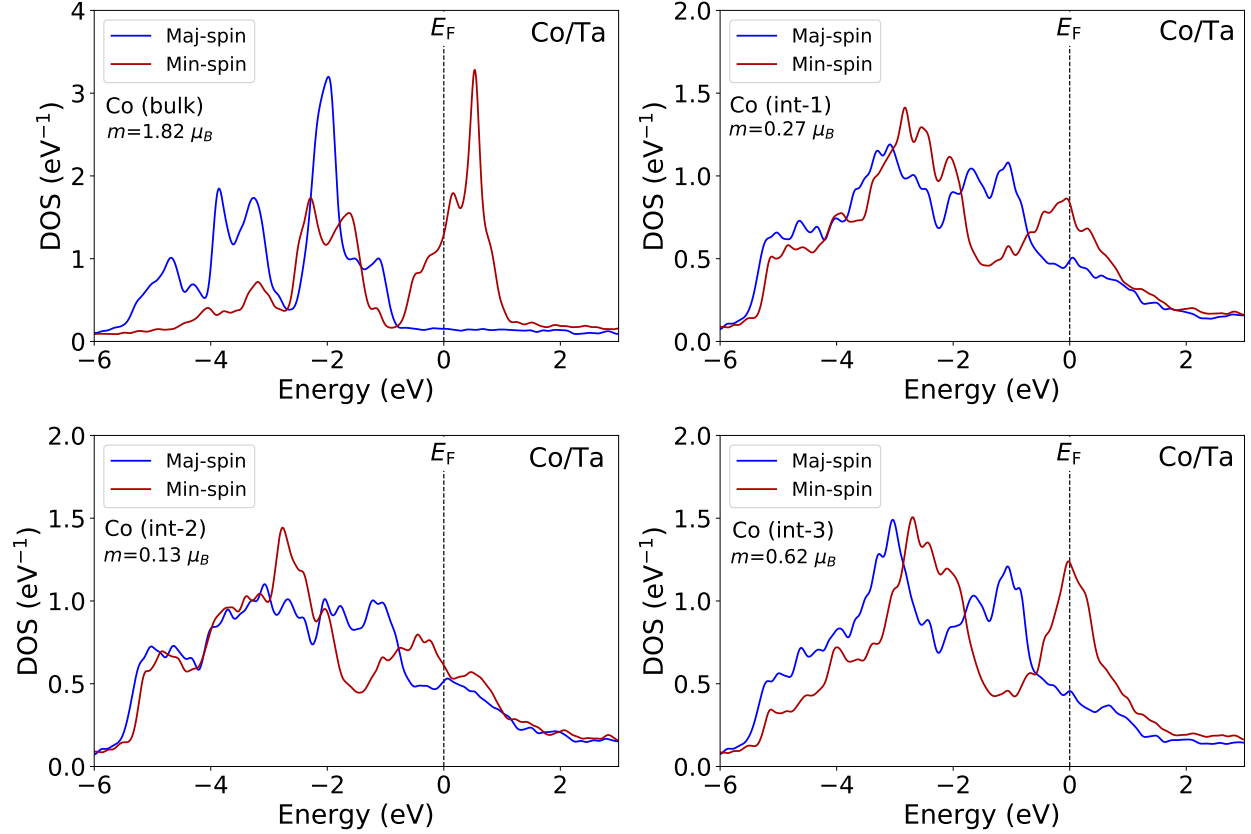 E_F
Co/Ta
Maj-spin
Min-spin
Co (bulk)
m=1.82 μ_B
DOS (eV⁻¹)
4
3
2
1
0
−6
−4
−2
0
2
Energy (eV)
E_F
Co/Ta
Maj-spin
Min-spin
Co (int-1)
m=0.27 μ_B
DOS (eV⁻¹)
2.0
1.5
1.0
0.5
0.0
−6
−4
−2
0
2
Energy (eV)
E_F
Co/Ta
Maj-spin
Min-spin
Co (int-2)
m=0.13 μ_B
DOS (eV⁻¹)
2.0
1.5
1.0
0.5
0.0
−6
−4
−2
0
2
Energy (eV)
E_F
Co/Ta
Maj-spin
Min-spin
Co (int-3)
m=0.62 μ_B
DOS (eV⁻¹)
2.0
1.5
1.0
0.5
0.0
−6
−4
−2
0
2
Energy (eV)